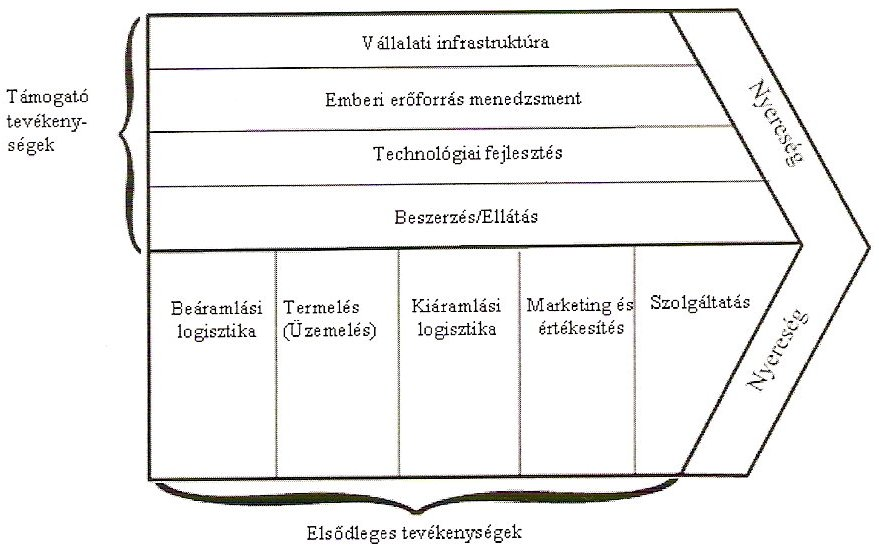 Vállalati infrastruktúra
Támogató
tevékeny-
ségek
Emberi erőforrás menedzsment
Technológiai fejlesztés
Beszerzés/Ellátás
Nyereség
Beáramlási
logisztika
Termelés
(Üzemelés)
Kiáramlási
logisztika
Marketing és
értékesítés
Szolgáltatás
Nyereség
Elsődleges tevékenységek